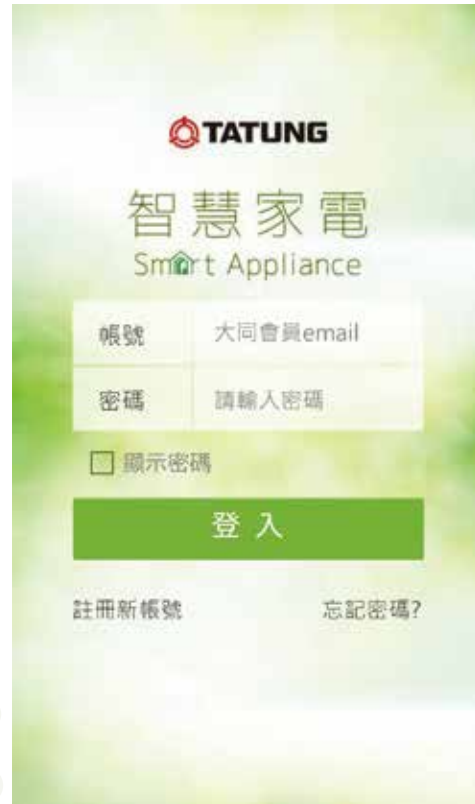 TATUNG
智慧家電
Smart Appliance
帳號 大同會員email
密碼 請輸入密碼
顯示密碼
登入
註冊新帳號 忘記密碼?